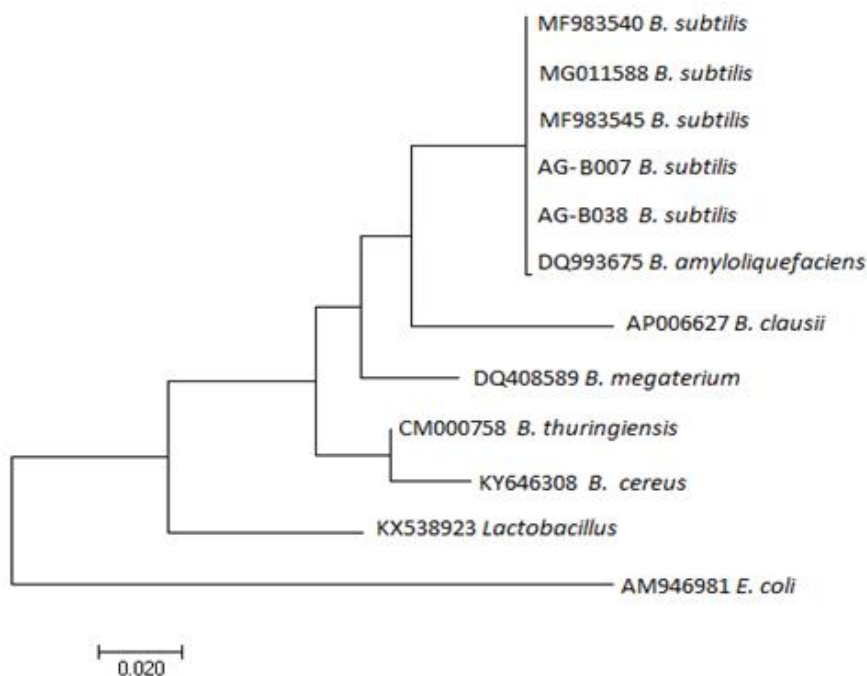 MF983540 B. subtilis
MG011588 B. subtilis
MF983545 B. subtilis
AG-B007 B. subtilis
AG-B038 B. subtilis
DQ993675 B. amyloliquefaciens
AP006627 B. clausii
DQ408589 B. megaterium
CM000758 B. thuringiensis
KY646308 B. cereus
KX538923 Lactobacillus
AM946981 E. coli
0.020